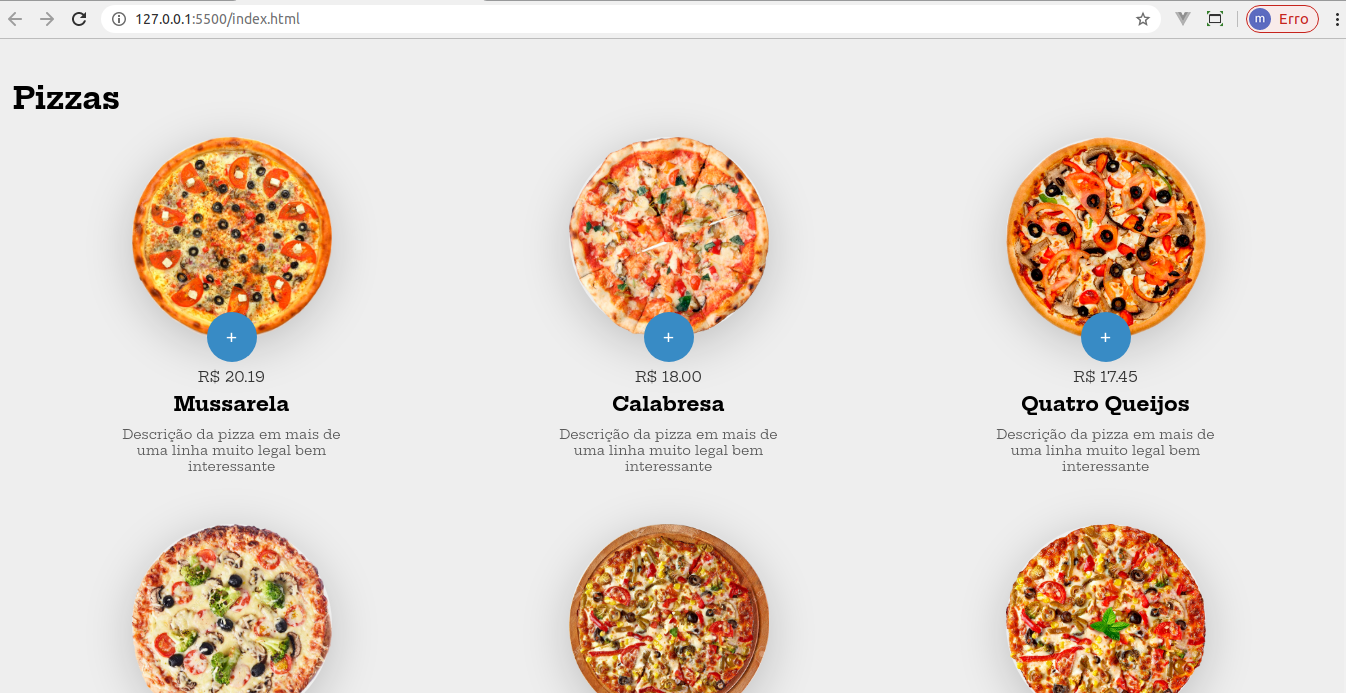 127.0.0.1:5500/index.html
m Erro
Pizzas
+ + +
R$ 20.19 R$ 18.00 R$ 17.45
Mussarela Calabresa Quatro Queijos
Descrição da pizza em mais de Descrição da pizza em mais de Descrição da pizza em mais de
uma linha muito legal bem uma linha muito legal bem uma linha muito legal bem
interessante interessante interessante